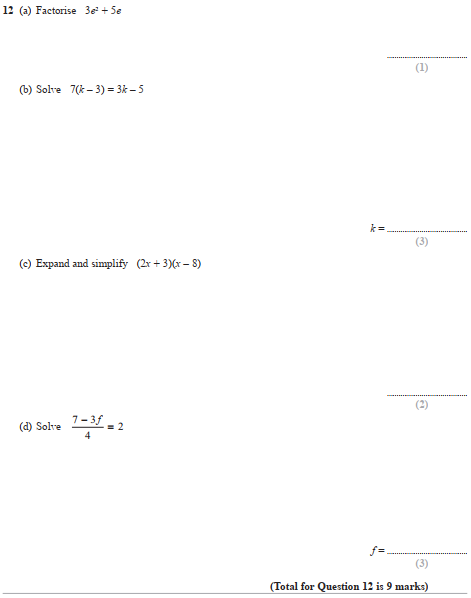 12 (a) Factorise 3e² + 5e
(1)
(b) Solve 7(k – 3) = 3k – 5
k =
(3)
(c) Expand and simplify (2x + 3)(x – 8)
(2)
(d) Solve (7 – 3f)/4 = 2
f =
(3)
(Total for Question 12 is 9 marks)